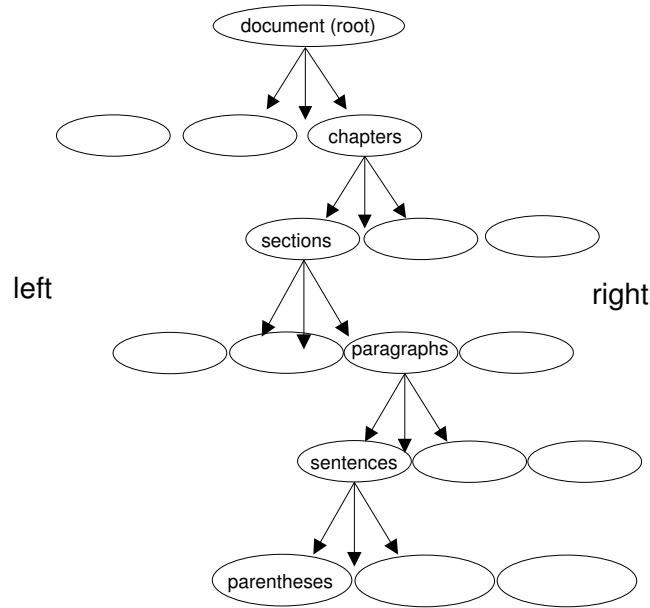 document (root)
chapters
sections
left
right
paragraphs
sentences
parentheses